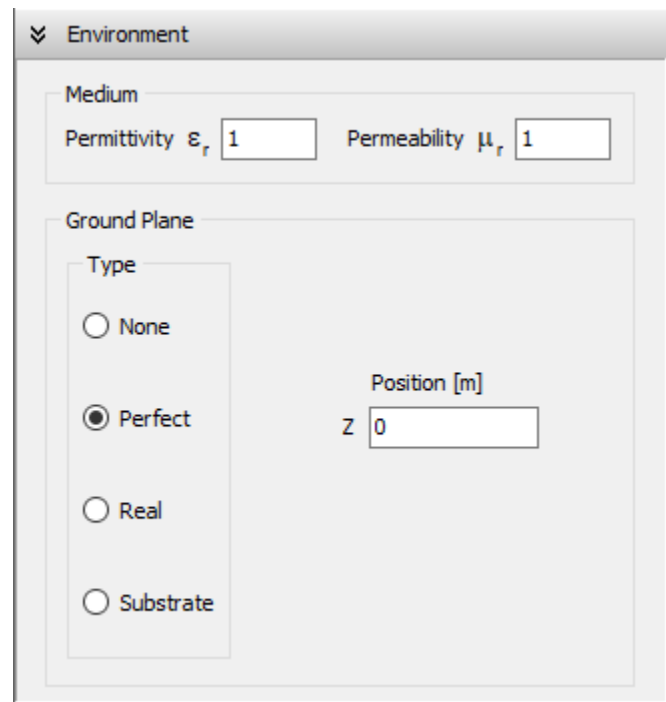 Environment
Medium
Permittivity εr 1 Permeability μr 1
Ground Plane
Type
None
Position [m]
Perfect
Z 0
Real
Substrate